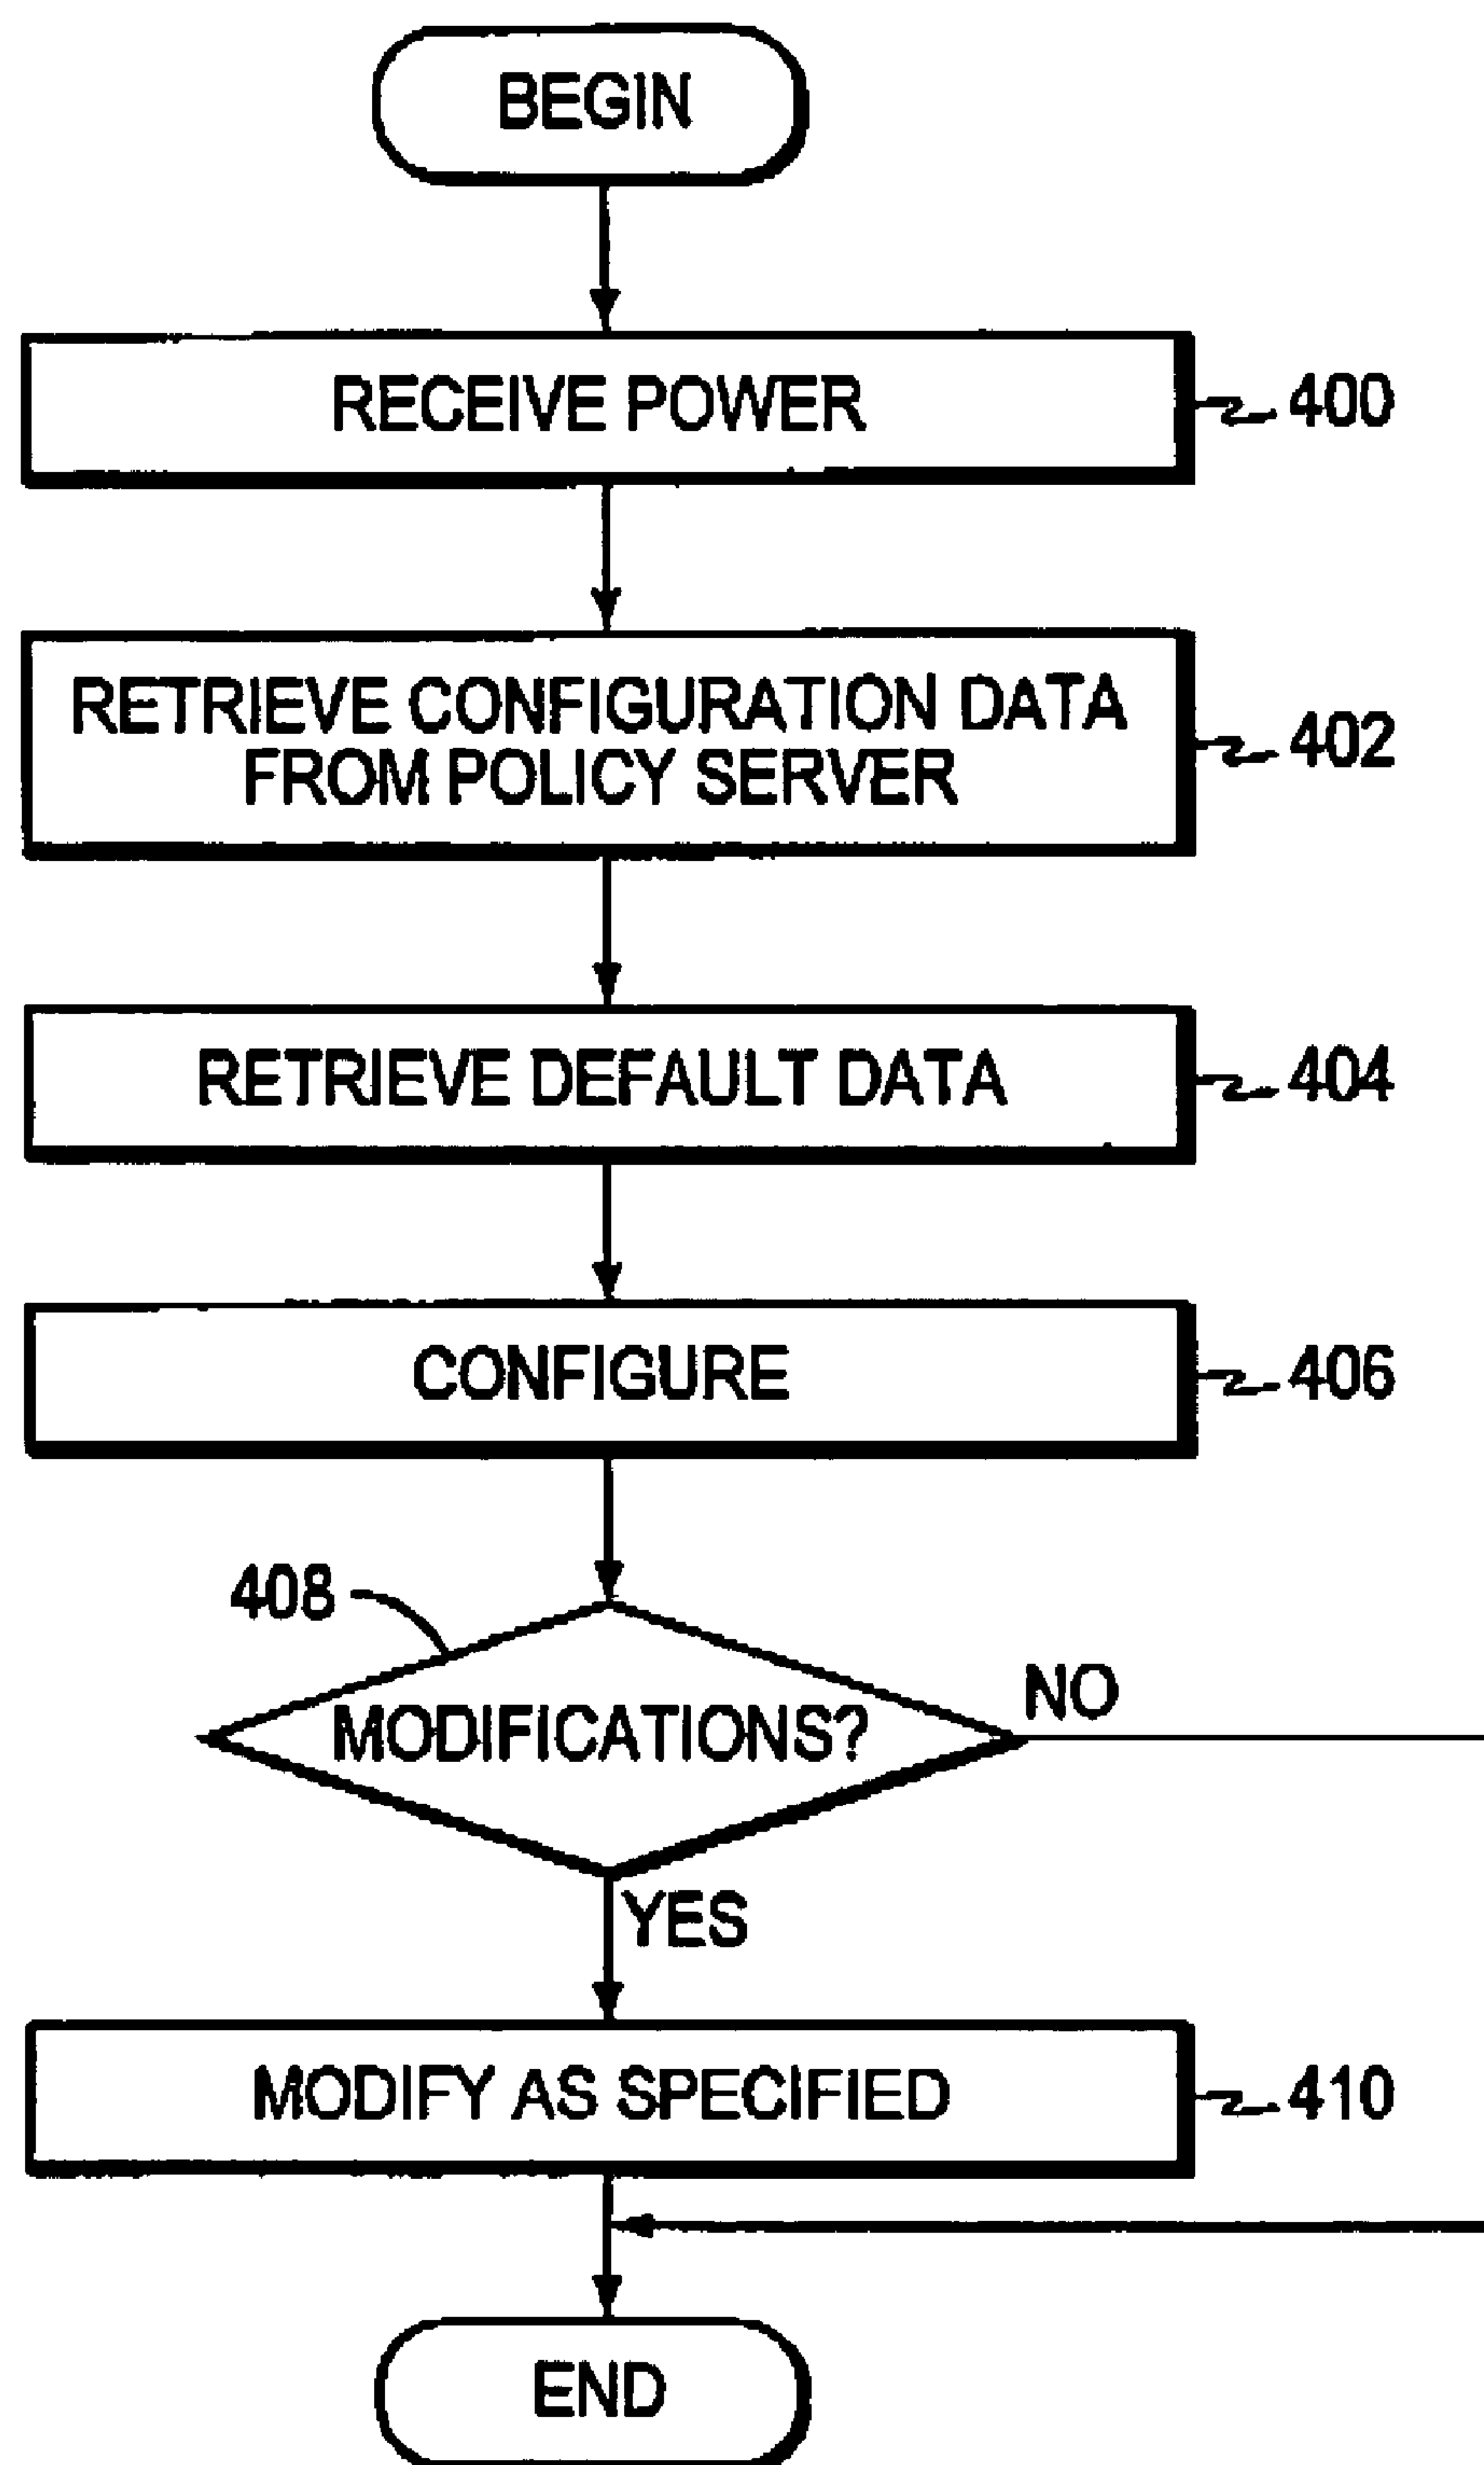 BEGIN
RECEIVE POWER
400
RETRIEVE CONFIGURATION DATA
FROM POLICY SERVER
402
RETRIEVE DEFAULT DATA
404
CONFIGURE
406
408
MODIFICATIONS?
NO
YES
MODIFY AS SPECIFIED
410
END